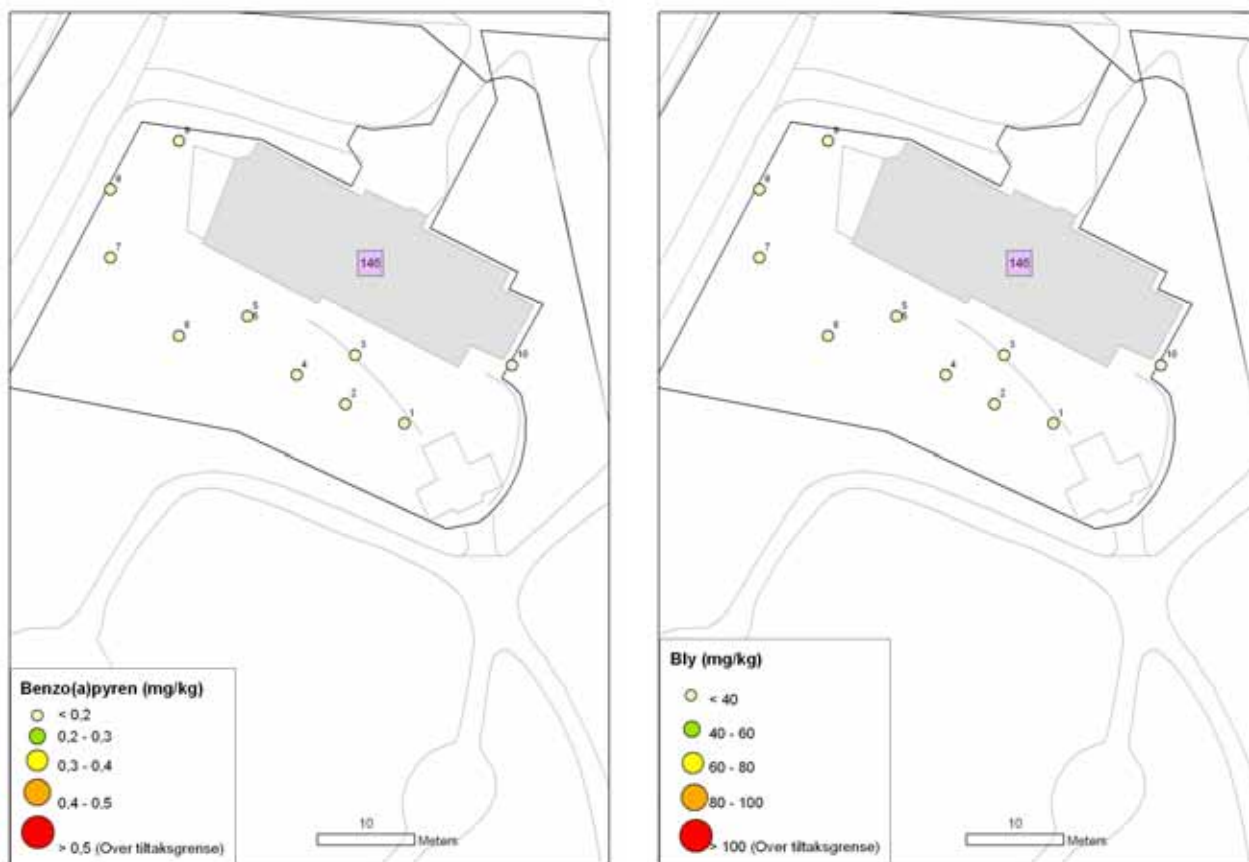 9
8
7
146
5
6
3
10
4
2
1
Benzo(a)pyren (mg/kg)
< 0,2
0,2 - 0,3
0,3 - 0,4
0,4 - 0,5
> 0,5 (Over tiltaksgrense)
10
Meters
9
8
7
146
5
6
3
10
4
2
1
Bly (mg/kg)
< 40
40 - 60
60 - 80
80 - 100
> 100 (Over tiltaksgrense)
10
Meters